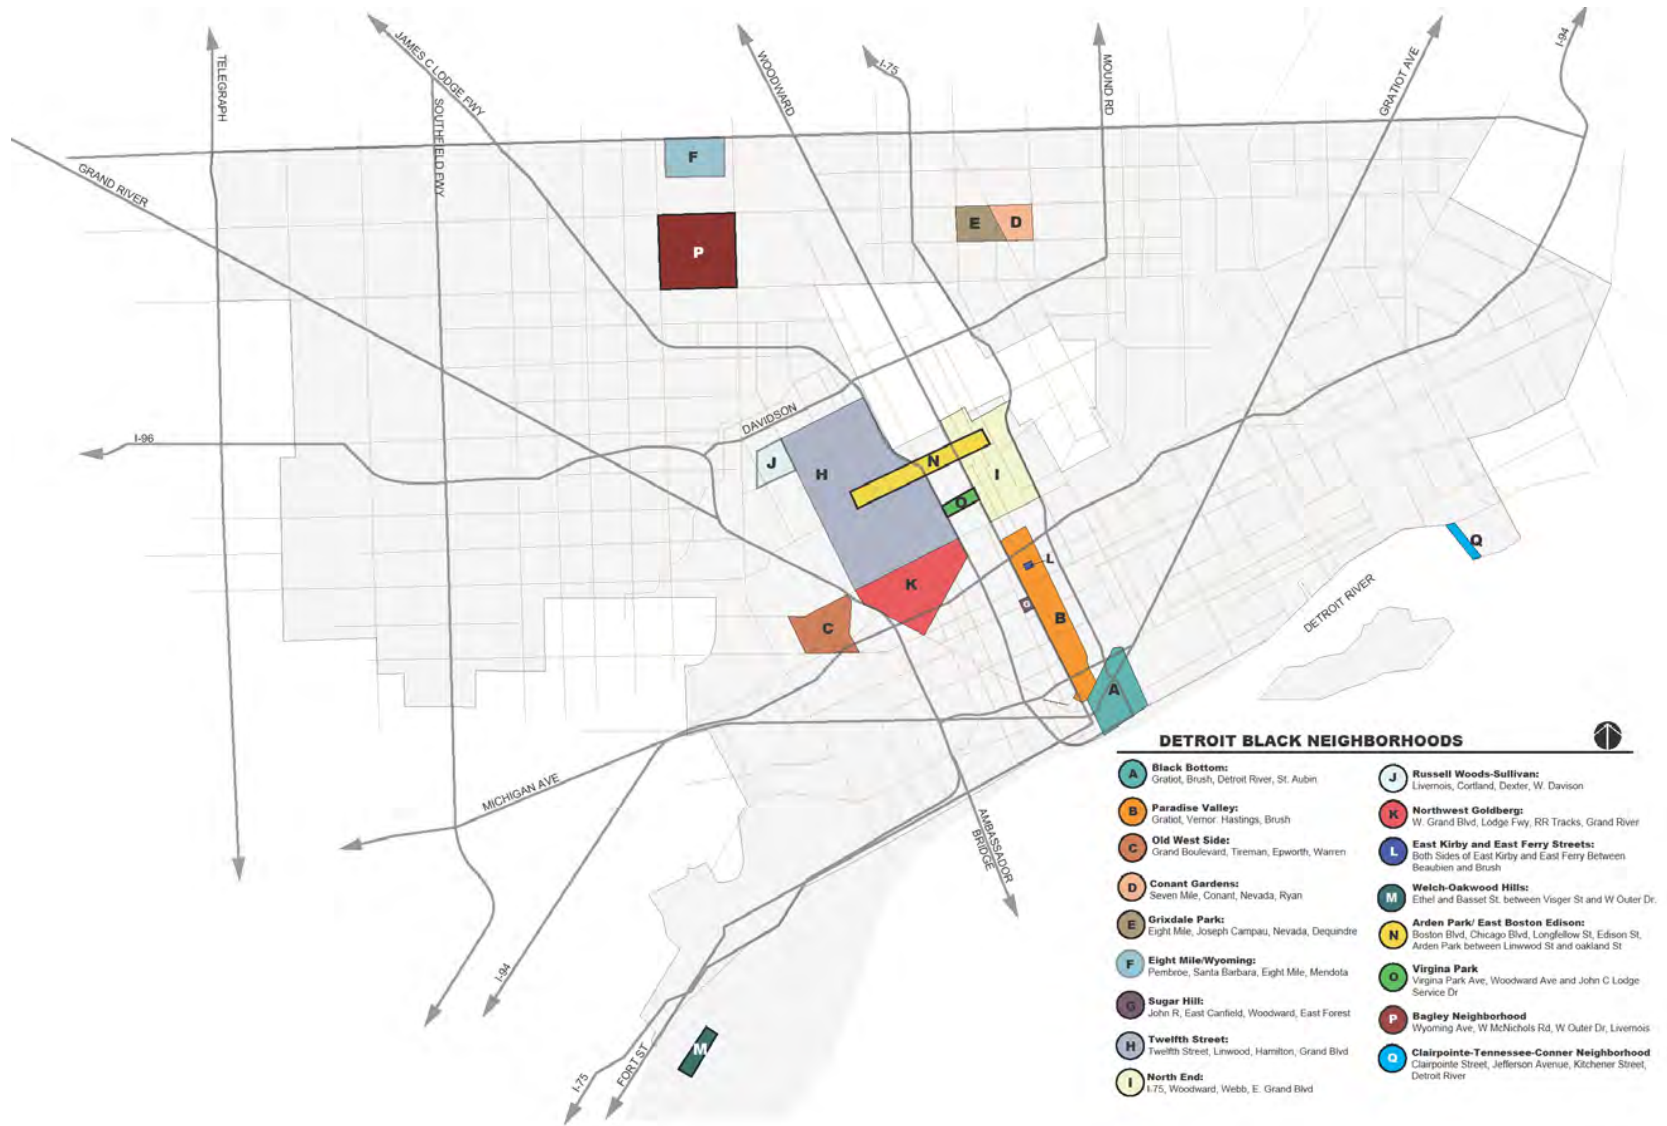 TELEGRAPH
JAMES C LODGE FWY
SOUTHFIELD FWY
WOODWARD
I-75
MOUND RD
GRATIOT AVE
I-94
GRAND RIVER
F
P
E
D
DAVIDSON
I-96
J
H
N
I
O
Q
L
K
G
B
C
A
DETROIT RIVER
MICHIGAN AVE
AMBASSADOR
BRIDGE
I-94
M
I-75
FORT ST
DETROIT BLACK NEIGHBORHOODS
A Black Bottom:
Gratiot, Brush, Detroit River, St. Aubin
B Paradise Valley:
Gratiot, Vernor. Hastings, Brush
C Old West Side:
Grand Boulevard, Tireman, Epworth, Warren
D Conant Gardens:
Seven Mile, Conant, Nevada, Ryan
E Grixdale Park:
Eight Mile, Joseph Campau, Nevada, Dequindre
F Eight Mile/Wyoming:
Pembroe, Santa Barbara, Eight Mile, Mendota
G Sugar Hill:
John R, East Canfield, Woodward, East Forest
H Twelfth Street:
Twelfth Street, Linwood, Hamilton, Grand Blvd
I North End:
I-75, Woodward, Webb, E. Grand Blvd
J Russell Woods-Sullivan:
Livernois, Cortland, Dexter, W. Davison
K Northwest Goldberg:
W. Grand Blvd, Lodge Fwy, RR Tracks, Grand River
L East Kirby and East Ferry Streets:
Both Sides of East Kirby and East Ferry Between
Beaubien and Brush
M Welch-Oakwood Hills:
Ethel and Basset St. between Visger St and W Outer Dr.
N Arden Park/ East Boston Edison:
Boston Blvd, Chicago Blvd, Longfellow St, Edison St,
Arden Park between Linwwod St and oakland St
O Virgina Park
Virgina Park Ave, Woodward Ave and John C Lodge
Service Dr
P Bagley Neighborhood
Wyoming Ave, W McNichols Rd, W Outer Dr, Livernois
Q Clairpointe-Tennessee-Conner Neighborhood
Clairpointe Street, Jefferson Avenue, Kitchener Street,
Detroit River